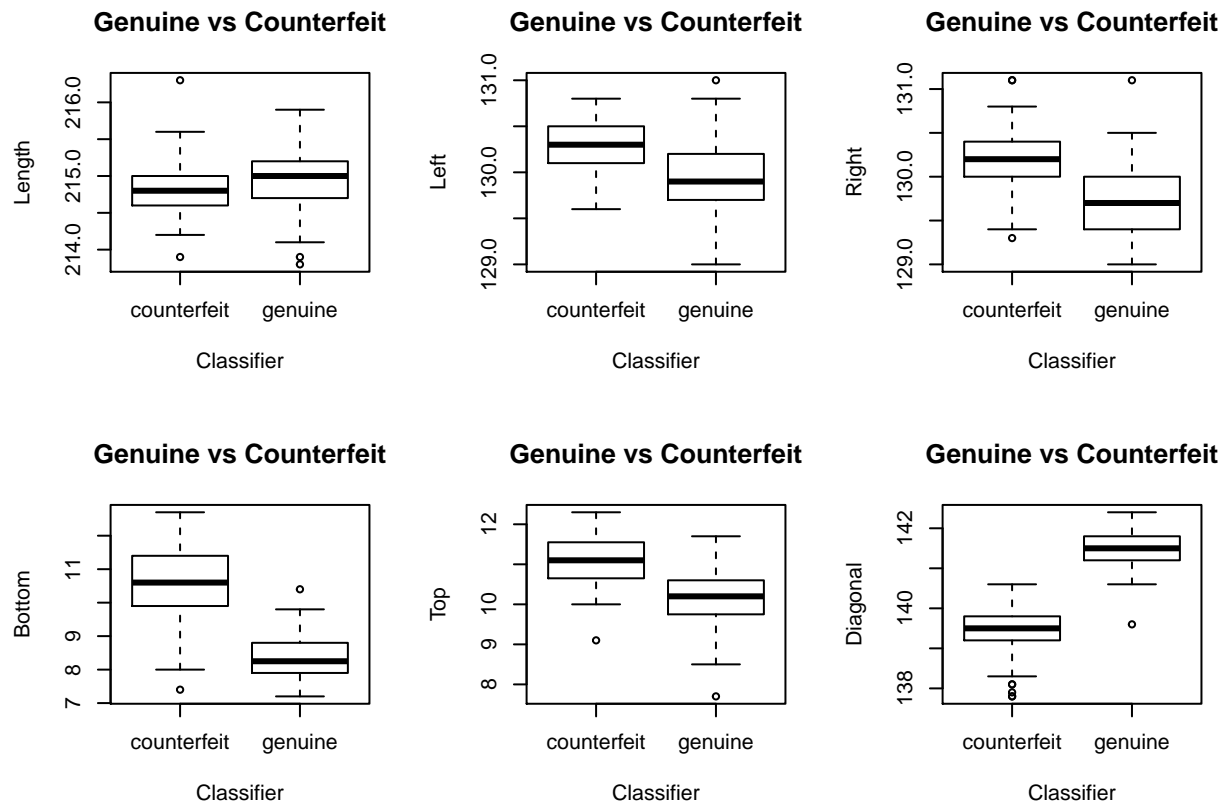 Genuine vs Counterfeit
Length
214.0 215.0 216.0
counterfeit genuine
Classifier
Genuine vs Counterfeit
Left
129.0 130.0 131.0
counterfeit genuine
Classifier
Genuine vs Counterfeit
Right
129.0 130.0 131.0
counterfeit genuine
Classifier
Genuine vs Counterfeit
Bottom
7 8 9 11
counterfeit genuine
Classifier
Genuine vs Counterfeit
Top
8 9 10 12
counterfeit genuine
Classifier
Genuine vs Counterfeit
Diagonal
138 140 142
counterfeit genuine
Classifier